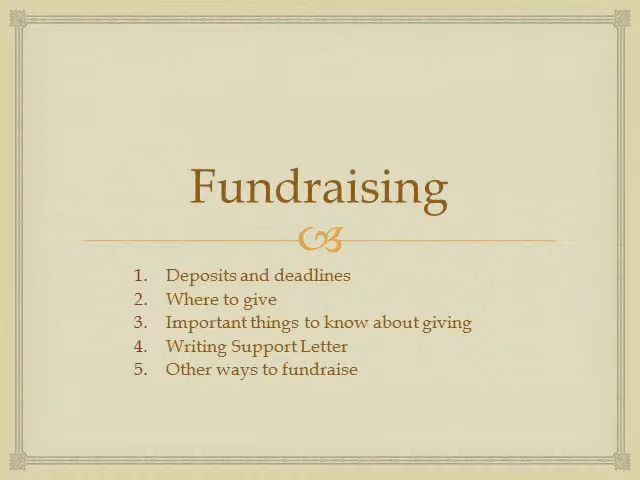 Fundraising
1. Deposits and deadlines
2. Where to give
3. Important things to know about giving
4. Writing Support Letter
5. Other ways to fundraise